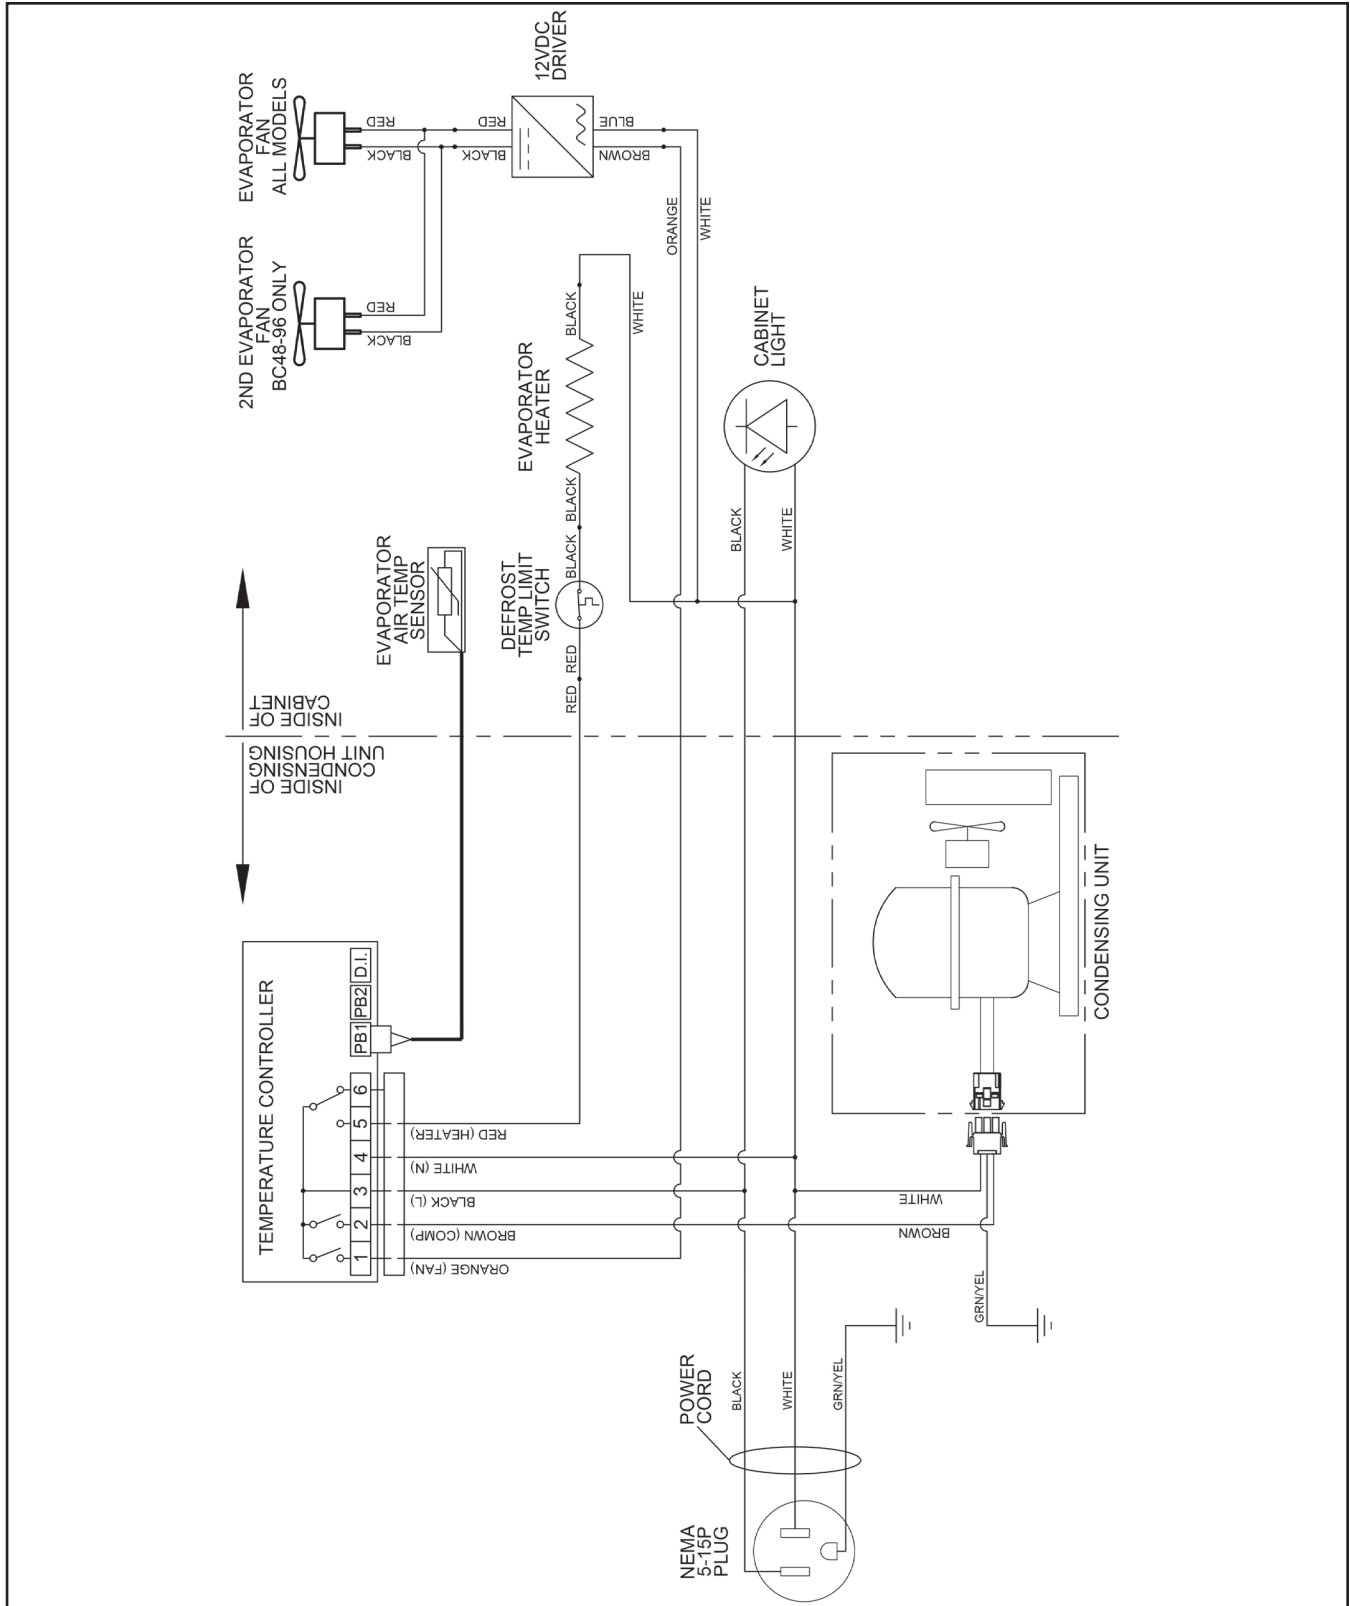 12VDC
DRIVER
EVAPORATOR
FAN
ALL MODELS
RED
BLACK
RED
BLACK
BLUE
BROWN
2ND EVAPORATOR
FAN
BC48-96 ONLY
RED
BLACK
ORANGE
WHITE
BLACK
WHITE
EVAPORATOR
HEATER
BLACK
CABINET
LIGHT
BLACK
WHITE
EVAPORATOR
AIR TEMP
SENSOR
DEFROST
TEMP LIMIT
SWITCH
BLACK
RED
RED
INSIDE OF
CABINET
INSIDE OF
CONDENSING
UNIT HOUSING
TEMPERATURE CONTROLLER
D.I.
PB2
PB1
6
5
4
3
2
1
RED (HEATER)
WHITE (N)
BLACK (L)
BROWN (COMP)
ORANGE (FAN)
CONDENSING UNIT
WHITE
BROWN
GRN/YEL
POWER
CORD
BLACK
WHITE
GRN/YEL
NEMA
5-15P
PLUG